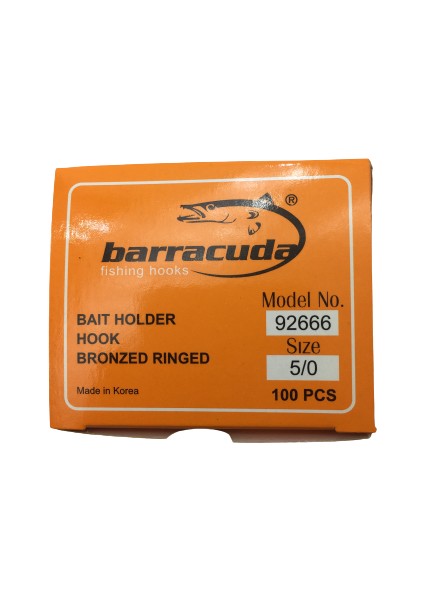 ®
barracuda
fishing hooks
Model No.
92666
Size
5/0
100 PCS
BAIT HOLDER
HOOK
BRONZED RINGED
Made in Korea